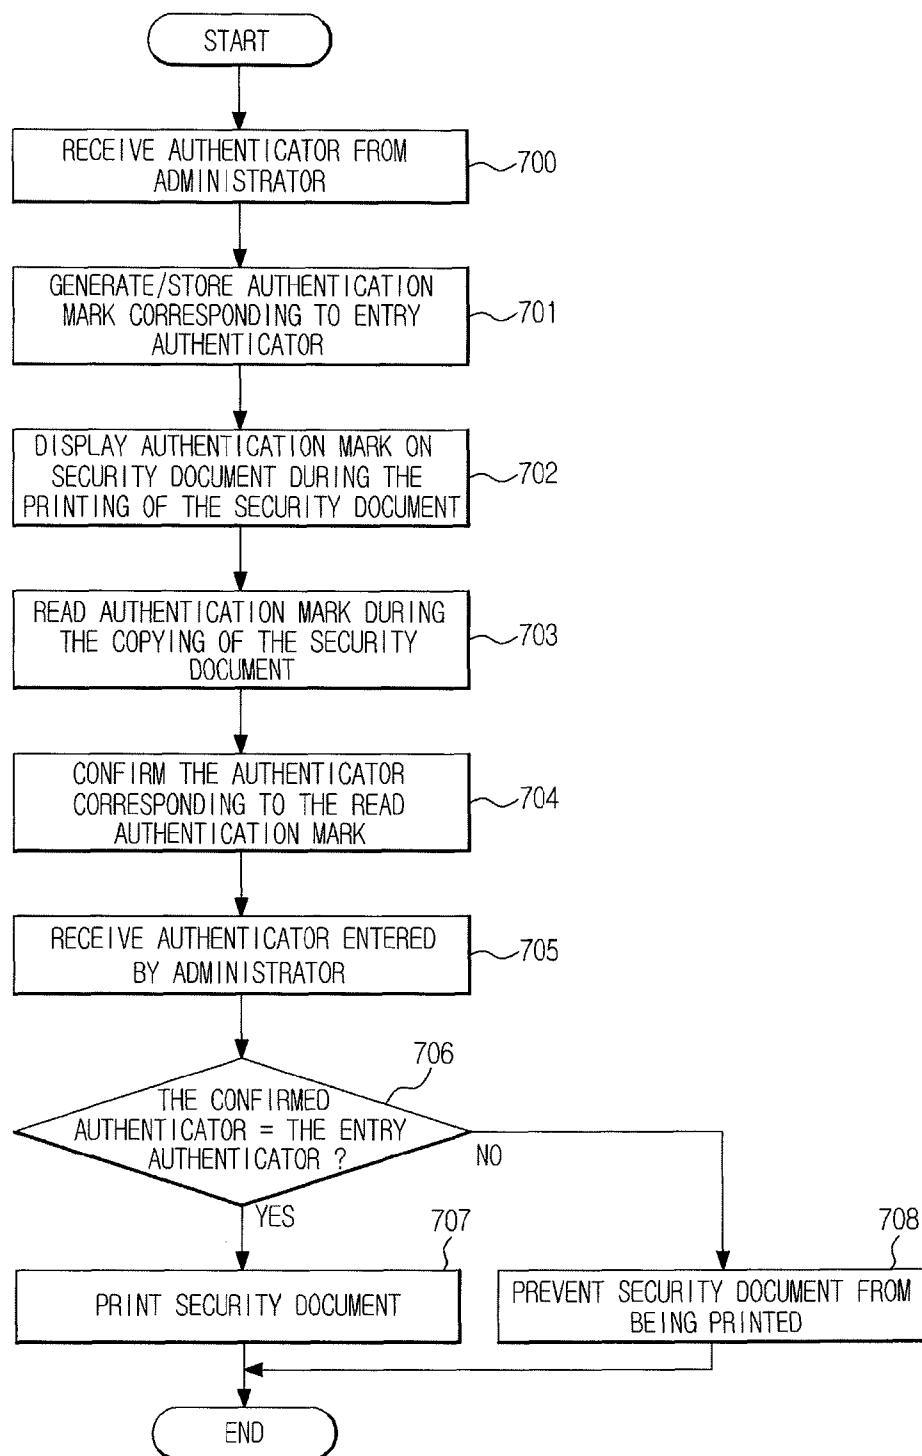 START
RECEIVE AUTHENTICATOR FROM
ADMINISTRATOR
700
GENERATE/STORE AUTHENTICATION
MARK CORRESPONDING TO ENTRY
AUTHENTICATOR
701
DISPLAY AUTHENTICATION MARK ON
SECURITY DOCUMENT DURING THE
PRINTING OF THE SECURITY DOCUMENT
702
READ AUTHENTICATION MARK DURING
THE COPYING OF THE SECURITY
DOCUMENT
703
CONFIRM THE AUTHENTICATOR
CORRESPONDING TO THE READ
AUTHENTICATION MARK
704
RECEIVE AUTHENTICATOR ENTERED
BY ADMINISTRATOR
705
706
THE CONFIRMED
AUTHENTICATOR = THE ENTRY
AUTHENTICATOR ?
NO
YES
707
PRINT SECURITY DOCUMENT
708
PREVENT SECURITY DOCUMENT FROM
BEING PRINTED
END